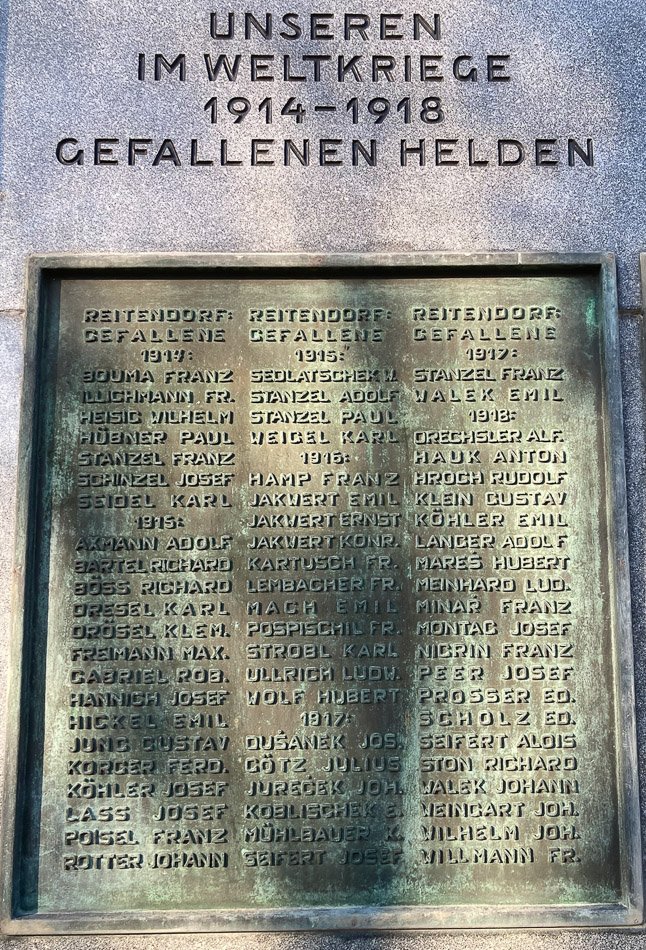 UNSEREN
IM WELTKRIEGE
1914–1918
GEFALLENEN HELDEN
REITENDORF:
GEFALLENE
1914:
BOUMA FRANZ
ILLICHMANN FR.
HEISIG WILHELM
HÜBNER PAUL
STANZEL FRANZ
SCHINZEL JOSEF
SEIDEL KARL
1915:
AXMANN ADOLF
BARTEL RICHARD
BÖSS RICHARD
DRESEL KARL
DRÖSEL KLEM.
FREIMANN MAX.
GABRIEL ROB.
HANNICH JOSEF
HICKEL EMIL
JUNG GUSTAV
KORGER FERD.
KÖHLER JOSEF
LASS JOSEF
POISEL FRANZ
ROTTER JOHANN
REITENDORF:
GEFALLENE
1915:
SEDLATSCHEK W.
STANZEL ADOLF
STANZEL PAUL
WEIGEL KARL
1916:
HAMP FRANZ
JAKWERT EMIL
JAKWERT ERNST
JAKWERT KONR.
KARTUSCH FR.
LEMBACHER FR.
MACH EMIL
POSPISCHIL FR.
STROBL KARL
ULLRICH LUDW.
WOLF HUBERT
1917:
DUŠANEK JOS.
GÖTZ JULIUS
JUREČEK JOH.
KOBLISCHEK E.
MÜHLBAUER K.
SEIFERT JOSEF
REITENDORF:
GEFALLENE
1917:
STANZEL FRANZ
WALEK EMIL
1918:
DRECHSLER ALF.
HAUK ANTON
HROCH RUDOLF
KLEIN GUSTAV
KÖHLER EMIL
LANGER ADOLF
MAREŠ HUBERT
MEINHARD LUD.
MINAŘ FRANZ
MONTAG JOSEF
NIGRIN FRANZ
PEER JOSEF
PROSSER ED.
SCHOLZ ED.
SEIFERT ALOIS
STON RICHARD
WALEK JOHANN
WEINGART JOH.
WILHELM JOH.
WILLMANN FR.